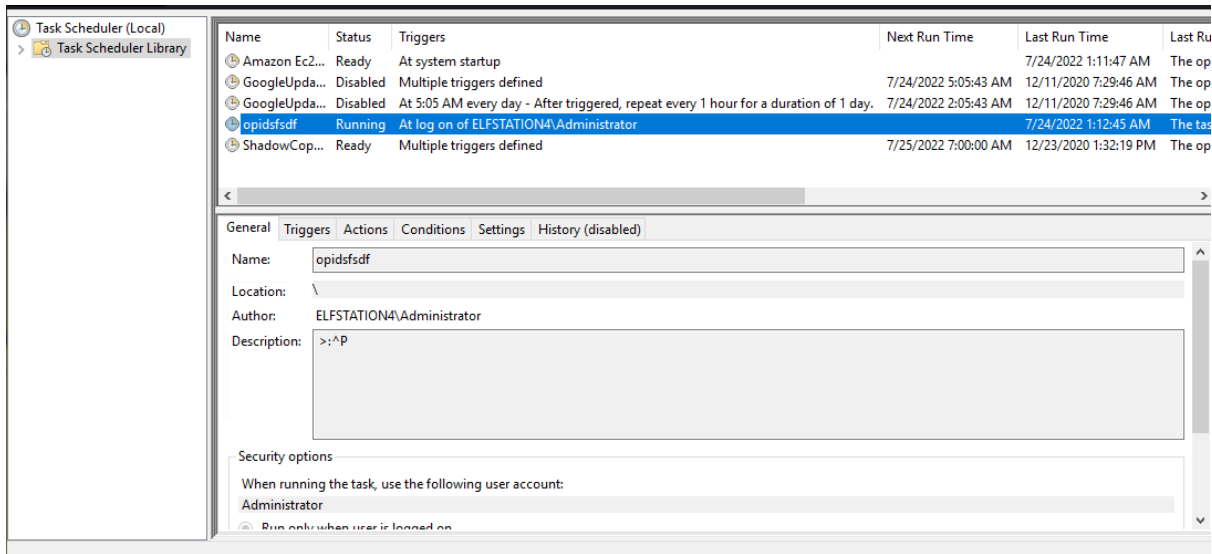 Task Scheduler (Local)
Task Scheduler Library
Name Status Triggers Next Run Time Last Run Time Last Ru
Amazon Ec2... Ready At system startup 7/24/2022 1:11:47 AM The op
GoogleUpda... Disabled Multiple triggers defined 7/24/2022 5:05:43 AM 12/11/2020 7:29:46 AM The op
GoogleUpda... Disabled At 5:05 AM every day - After triggered, repeat every 1 hour for a duration of 1 day. 7/24/2022 2:05:43 AM 12/11/2020 7:29:46 AM The op
opidsfsdf Running At log on of ELFSTATION4\Administrator 7/24/2022 1:12:45 AM The tas
ShadowCop... Ready Multiple triggers defined 7/25/2022 7:00:00 AM 12/23/2020 1:32:19 PM The op
General Triggers Actions Conditions Settings History (disabled)
Name: opidsfsdf
Location: \
Author: ELFSTATION4\Administrator
Description: >:^P
Security options
When running the task, use the following user account:
Administrator
Run only when user is logged on